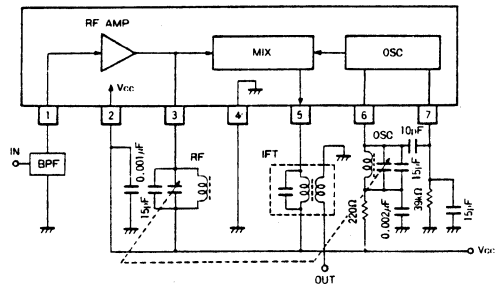 RF AMP
MIX
OSC
Vcc
1
2
3
4
5
6
7
IN
BPF
0.001μF
15μF
RF
IFT
OSC
10pF
15μF
220Ω
0.002μF
39kΩ
15μF
Vcc
OUT